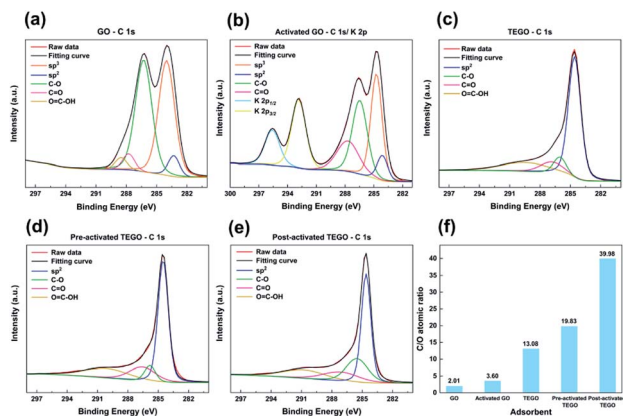 (a)
GO - C 1s
Raw data
Fitting curve
sp³
sp²
C-O
C=O
O=C-OH
Intensity (a.u.)
297 294 291 288 285 282
Binding Energy (eV)
(b)
Activated GO - C 1s/ K 2p
Raw data
Fitting curve
sp³
sp²
C-O
C=O
K 2p1/2
K 2p3/2
Intensity (a.u.)
300 297 294 291 288 285 282
Binding Energy (eV)
(c)
TEGO - C 1s
Raw data
Fitting curve
sp²
C-O
C=O
O=C-OH
Intensity (a.u.)
297 294 291 288 285 282
Binding Energy (eV)
(d)
Pre-activated TEGO - C 1s
Raw data
Fitting curve
sp²
C-O
C=O
O=C-OH
Intensity (a.u.)
297 294 291 288 285 282
Binding Energy (eV)
(e)
Post-activated TEGO - C 1s
Raw data
Fitting curve
sp²
C-O
C=O
O=C-OH
Intensity (a.u.)
297 294 291 288 285 282
Binding Energy (eV)
(f)
C/O atomic ratio
40
35
30
25
20
15
10
5
0
2.01
3.60
13.08
19.83
39.98
GO Activated GO TEGO Pre-activated Post-activated
TEGO TEGO
Adsorbent